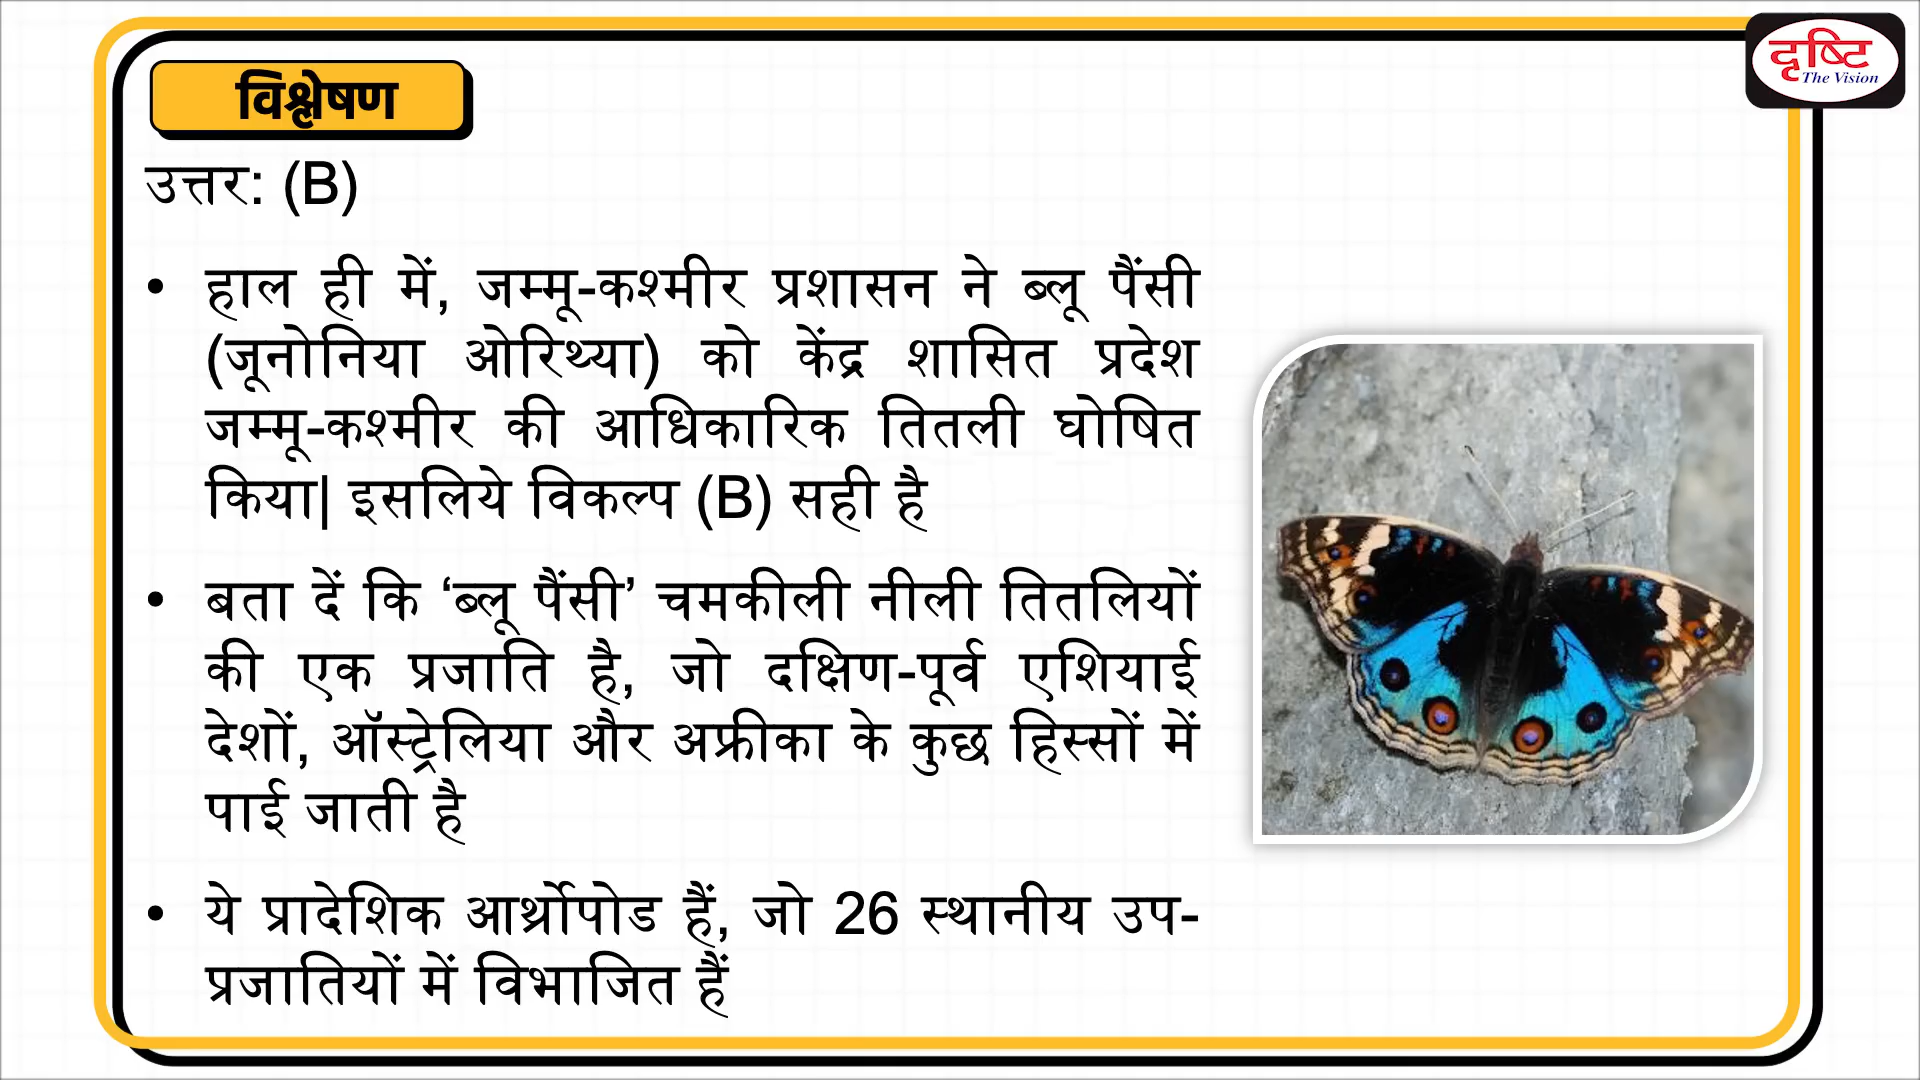 दृष्टि
The Vision
विश्लेषण
उत्तर: (B)
• हाल ही में, जम्मू-कश्मीर प्रशासन ने ब्लू पैंसी
(जूनोनिया ओरिथ्या) को केंद्र शासित प्रदेश
जम्मू-कश्मीर की आधिकारिक तितली घोषित
किया| इसलिये विकल्प (B) सही है
• बता दें कि ‘ब्लू पैंसी’ चमकीली नीली तितलियों
की एक प्रजाति है, जो दक्षिण-पूर्व एशियाई
देशों, ऑस्ट्रेलिया और अफ्रीका के कुछ हिस्सों में
पाई जाती है
• ये प्रादेशिक आर्थ्रोपोड हैं, जो 26 स्थानीय उप-
प्रजातियों में विभाजित हैं